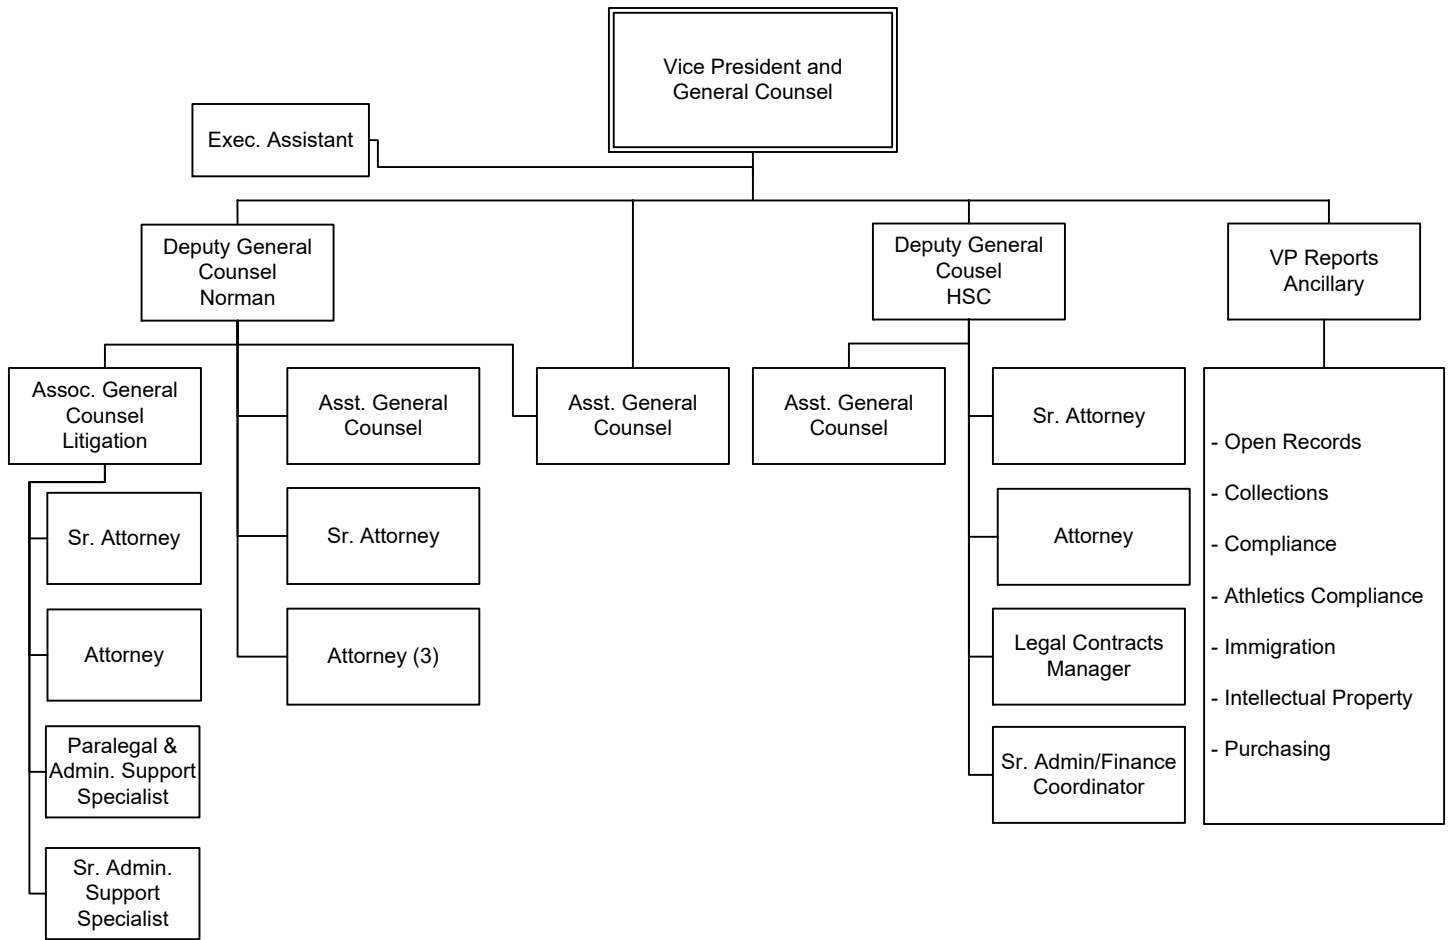 Vice President and
General Counsel
Exec. Assistant
Deputy General
Counsel
Norman
Deputy General
Cousel
HSC
VP Reports
Ancillary
Assoc. General
Counsel
Litigation
Asst. General
Counsel
Asst. General
Counsel
Asst. General
Counsel
Sr. Attorney
- Open Records
- Collections
- Compliance
- Athletics Compliance
- Immigration
- Intellectual Property
- Purchasing
Sr. Attorney
Sr. Attorney
Attorney
Attorney
Attorney (3)
Legal Contracts
Manager
Paralegal &
Admin. Support
Specialist
Sr. Admin/Finance
Coordinator
Sr. Admin.
Support
Specialist